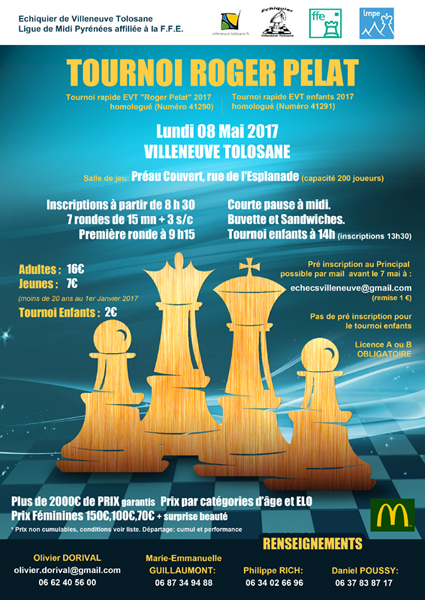 Echiquier de Villeneuve Tolosane
Ligue de Midi Pyrénées affiliée à la F.F.E.
villeneuve-tolosane.fr
Echiquier
Villeneuve Tolosane
ffe
lmpe
TOURNOI ROGER PELAT
Tournoi rapide EVT "Roger Pelat" 2017
homologué (Numéro 41290)
Tournoi rapide EVT enfants 2017
homologué (Numéro 41291)
Lundi 08 Mai 2017
VILLENEUVE TOLOSANE
Salle de jeu: Préau Couvert, rue de l'Esplanade (capacité 200 joueurs)
Inscriptions à partir de 8 h 30
7 rondes de 15 mn + 3 s/c
Première ronde à 9 h15
Courte pause à midi.
Buvette et Sandwiches.
Tournoi enfants à 14h (inscriptions 13h30)
Adultes : 16€
Jeunes : 7€
(moins de 20 ans au 1er Janvier 2017)
Tournoi Enfants : 2€
Pré inscription au Principal
possible par mail avant le 7 mai à :
echecsvilleneuve@gmail.com
(remise 1 €)
Pas de pré inscription pour
le tournoi enfants
Licence A ou B
OBLIGATOIRE
Plus de 2000€ de PRIX garantis Prix par catégories d'âge et ELO
Prix Féminines 150€,100€,70€ + surprise beauté
* Prix non cumulables, conditions voir liste. Départage: cumul et performance
M
RENSEIGNEMENTS
Olivier DORIVAL
olivier.dorival@gmail.com
06 62 40 56 00
Marie-Emmanuelle
GUILLAUMONT:
06 87 34 94 88
Philippe RICH:
06 34 02 66 96
Daniel POUSSY:
06 37 83 87 17